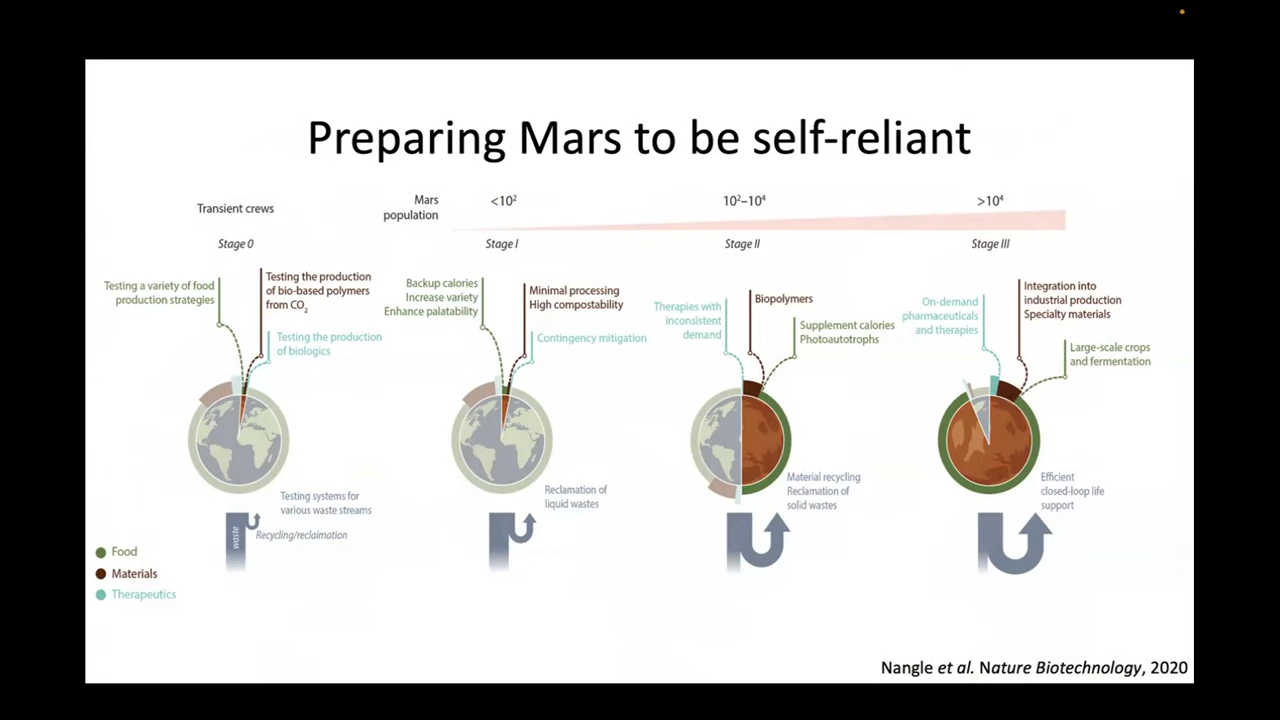 Preparing Mars to be self-reliant
Transient crews
Mars
population
<10²
10²–10⁴
>10⁴
Stage 0
Stage I
Stage II
Stage III
Testing a variety of food
production strategies
Testing the production
of bio-based polymers
from CO₂
Testing the production
of biologics
Backup calories
Increase variety
Enhance palatability
Minimal processing
High compostability
Contingency mitigation
Therapies with
inconsistent
demand
Biopolymers
Supplement calories
Photoautotrophs
On-demand
pharmaceuticals
and therapies
Integration into
industrial production
Specialty materials
Large-scale crops
and fermentation
Testing systems for
various waste streams
waste
Recycling/reclaimation
Reclamation of
liquid wastes
Material recycling
Reclamation of
solid wastes
Efficient
closed-loop life
support
Food
Materials
Therapeutics
Nangle et al. Nature Biotechnology, 2020